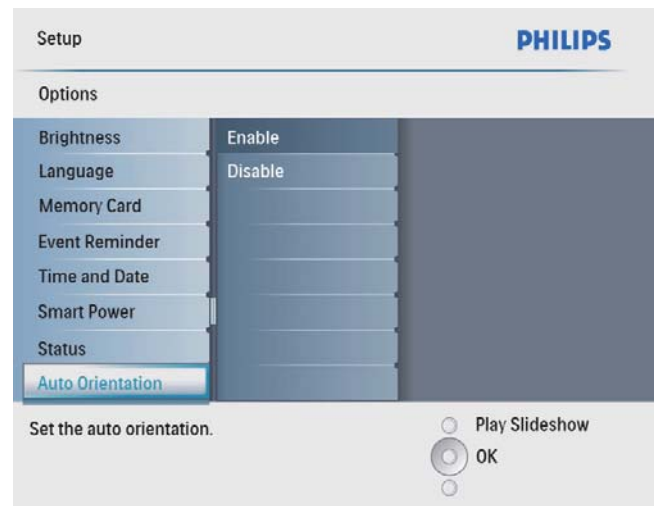 Setup
PHILIPS
Options
Brightness
Enable
Language
Disable
Memory Card
Event Reminder
Time and Date
Smart Power
Status
Auto Orientation
Set the auto orientation.
Play Slideshow
OK